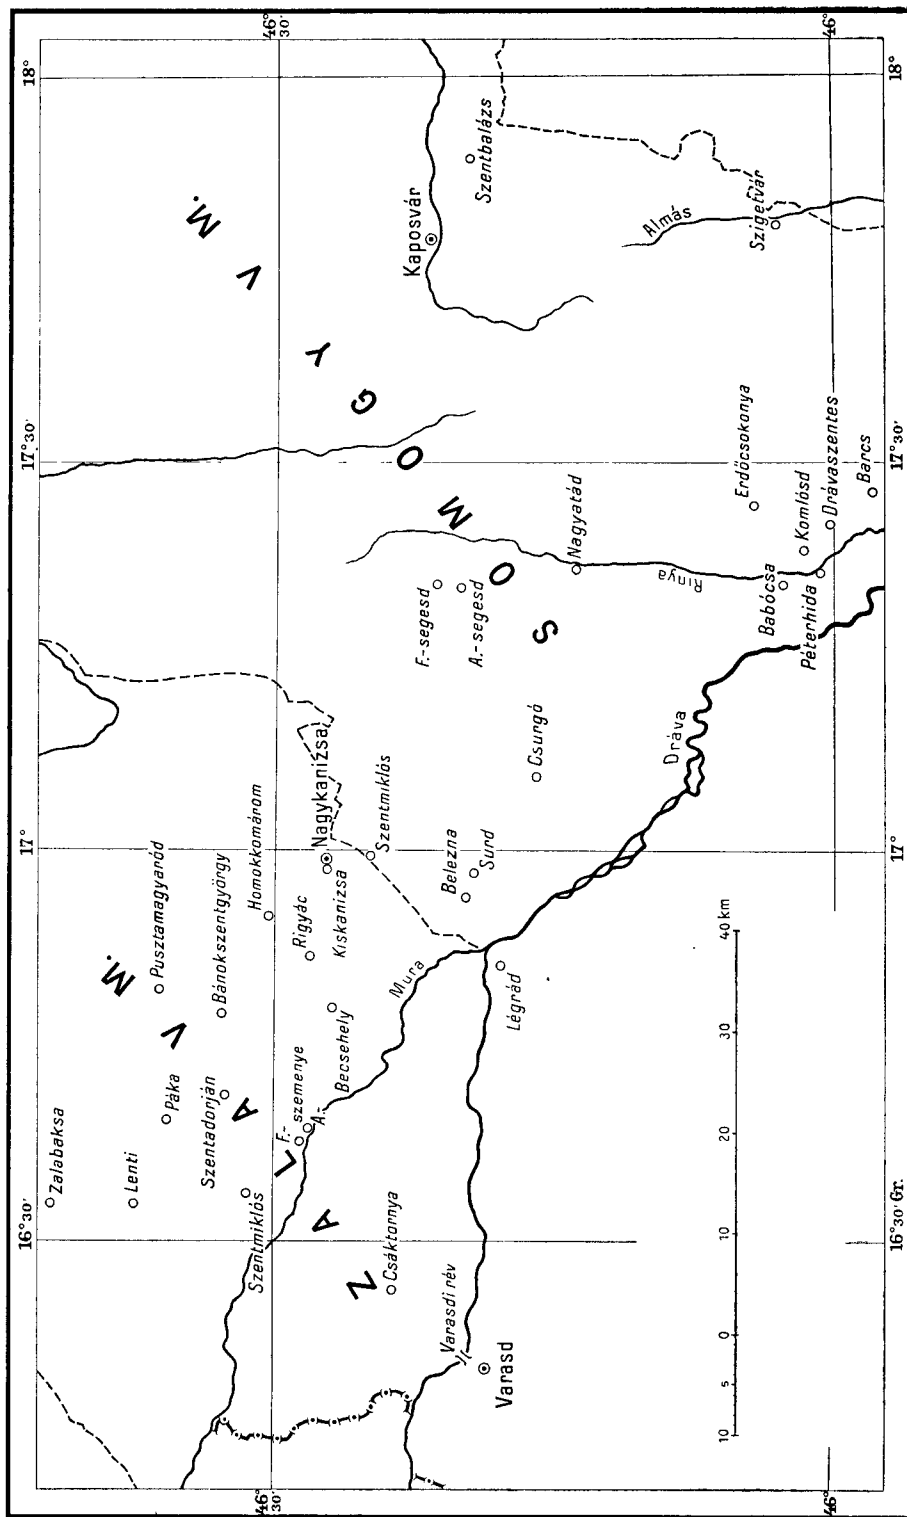 46° 30'
46°
18°
17° 30'
17°
16° 30'
18°
17° 30'
17°
16° 30' Gr.
46° 30'
46°
ZALA V. M.
SOMOGY V. M.
Zalabaksa
Lenti
Páka
Pusztamagyaród
Szentadorján
Bánokszentgyörgy
Homokkomárom
Szentmiklós
F.-
szemenye
A.-
Becsehely
Rigyác
Kiskanizsa
Nagykanizsa
Szentmiklós
Csáktornya
Varasdi rév
Varasd
Mura
Légrád
Belezna
Surd
Csurgó
Dráva
F.-segesd
A.-segesd
Nagyatád
Rinya
Babócsa
Péterhida
Erdőcsokonya
Komlósd
Drávaszentes
Barcs
Kaposvár
Szentbalázs
Almás
Szigetvár
10 5 0 10 20 30 40 km